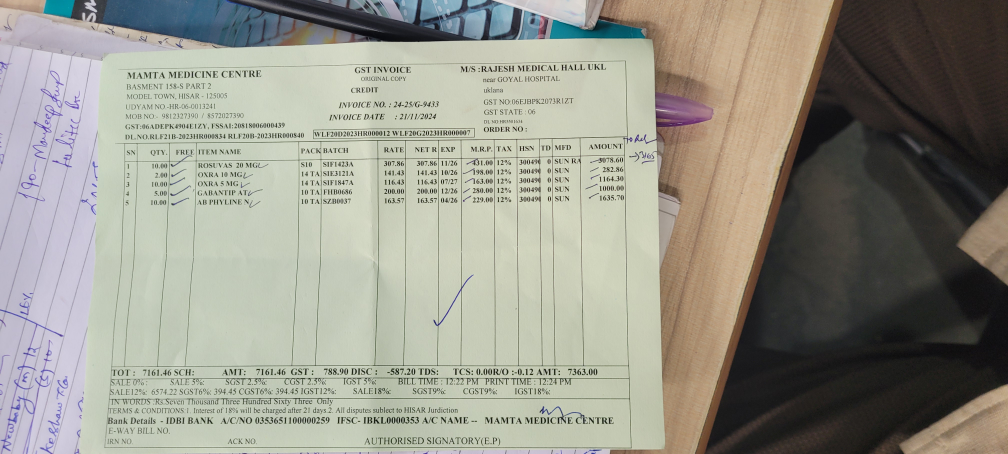 MAMTA MEDICINE CENTRE
BASMENT 158-S PART 2
MODEL TOWN, HISAR - 125005
UDYAM NO.-HR-06-0013241
MOB NO - 9812327390 / 8572027390
GST:06ADEPK4904E1ZY, FSSAI:20818006000439
DL.NO.RLF21B-2023HR000834 RLF20B-2023HR000840 WLF20D2023HR000012 WLF20G2023HR000007
GST INVOICE
ORIGINAL COPY
CREDIT
INVOICE NO. : 24-25/G-9433
INVOICE DATE : 21/11/2024
M/S :RAJESH MEDICAL HALL UKL
near GOYAL HOSPITAL
uklana
GST NO:06EJBPK2073R1ZT
GST STATE : 06
ORDER NO :
SN QTY. FREE ITEM NAME PACK BATCH RATE NET R EXP M.R.P. TAX HSN TD MFD AMOUNT
1 10.00 ROSUVAS 20 MG S10 SIF1423A 307.86 307.86 11/26 431.00 12% 30049 0 SUN RA 3078.60
2 2.00 OXRA 10 MG 14 TA SIE3121A 141.43 141.43 10/26 198.00 12% 30049 0 SUN 282.86
3 10.00 OXRA 5 MG 14 TA SIF1847A 116.43 116.43 07/27 163.00 12% 30049 0 SUN 1164.30
4 5.00 GABANTIP AT 10 TA FHB0686 200.00 200.00 12/26 280.00 12% 30049 0 SUN 1000.00
5 10.00 AB PHYLINE N 10 TA SZB0037 163.57 163.57 04/26 229.00 12% 30049 0 SUN 1635.70
TOT : 7161.46 SCH: AMT: 7161.46 GST : 788.90 DISC : -587.20 TDS: TCS: 0.00R/O :-0.12 AMT: 7363.00
SALE 0% : SALE 5%: SGST 2.5%: CGST 2.5%: IGST 5%: BILL TIME : 12:22 PM PRINT TIME : 12:24 PM
SALE12%: 6574.22 SGST6%: 394.45 CGST6%: 394.45 IGST12%: SALE18%: SGST9%: CGST9%: IGST18%:
IN WORDS :Rs.Seven Thousand Three Hundred Sixty Three Only
TERMS & CONDITIONS 1. Interest of 18% will be charged after 21 days.2. All disputes subject to HISAR Jurdiction
Bank Details - IDBI BANK A/C/NO 0353651100000259 IFSC- IBKL0000353 A/C NAME -- MAMTA MEDICINE CENTRE
E-WAY BILL NO.
IRN NO. ACK NO. AUTHORISED SIGNATORY(E.P)